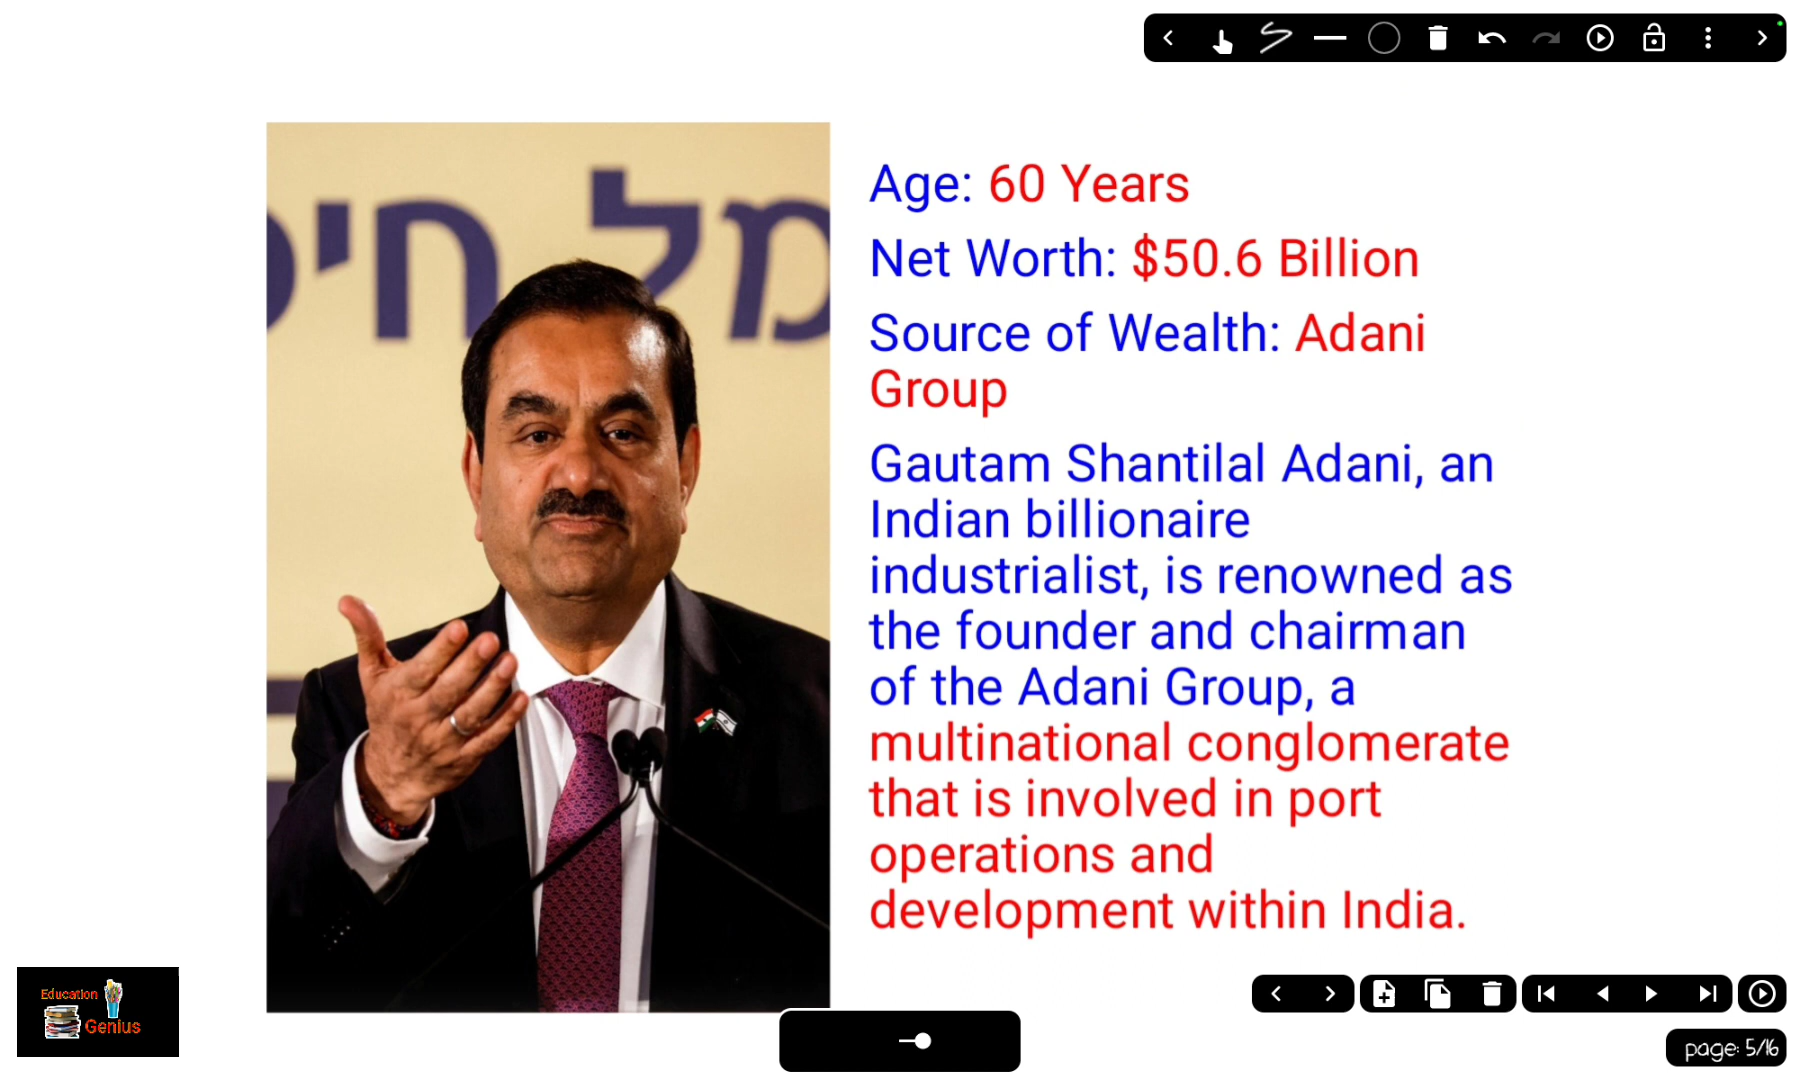 מל חיפ
Age: 60 Years
Net Worth: $50.6 Billion
Source of Wealth: Adani
Group
Gautam Shantilal Adani, an
Indian billionaire
industrialist, is renowned as
the founder and chairman
of the Adani Group, a
multinational conglomerate
that is involved in port
operations and
development within India.
Education
Genius
page: 5/16